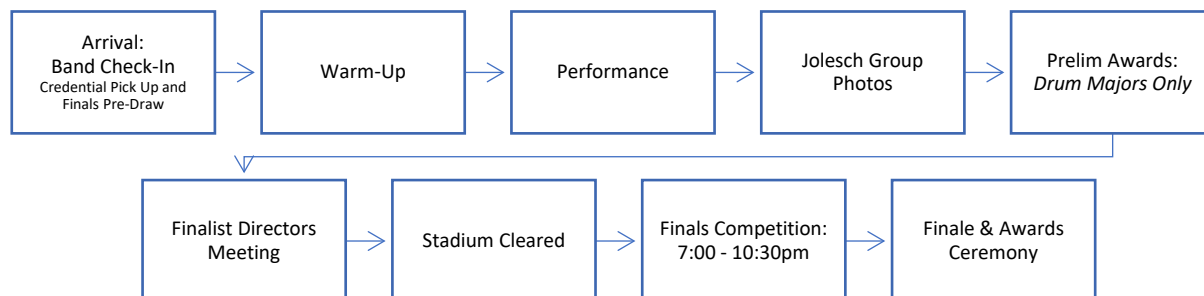 Arrival:
Band Check-In
Credential Pick Up and
Finals Pre-Draw
Warm-Up
Performance
Jolesch Group
Photos
Prelim Awards:
Drum Majors Only
Finalist Directors
Meeting
Stadium Cleared
Finals Competition:
7:00 - 10:30pm
Finale & Awards
Ceremony